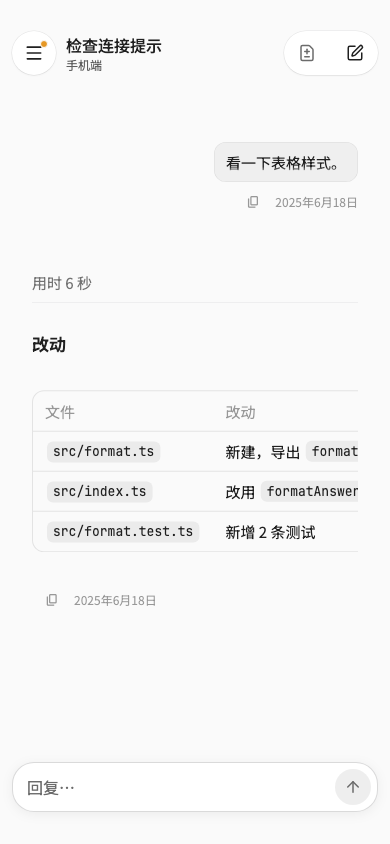 检查连接提示
手机端
看一下表格样式。
2025年6月18日
用时 6 秒
改动
文件 改动
src/format.ts 新建，导出 format
src/index.ts 改用 formatAnswer
src/format.test.ts 新增 2 条测试
2025年6月18日
回复…